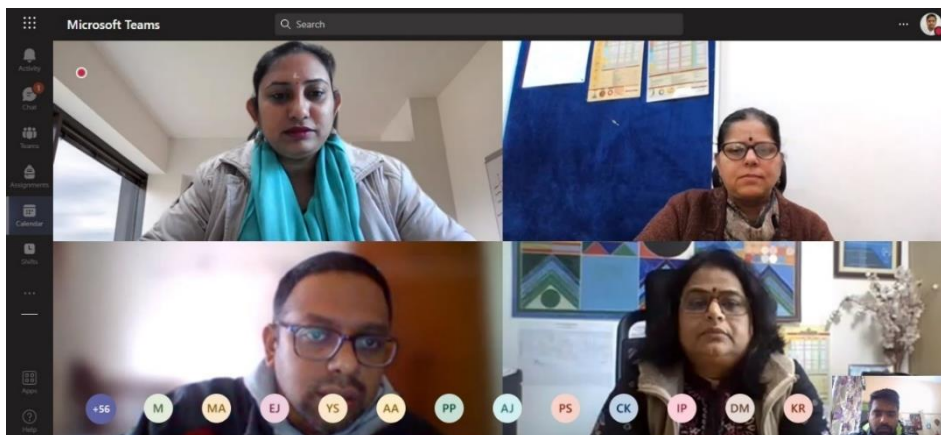 Microsoft Teams
Search
Activity
Chat
Teams
Assignments
Calendar
Shifts
Apps
Help
+56
M
MA
EJ
YS
AA
PP
AJ
PS
CK
IP
DM
KR